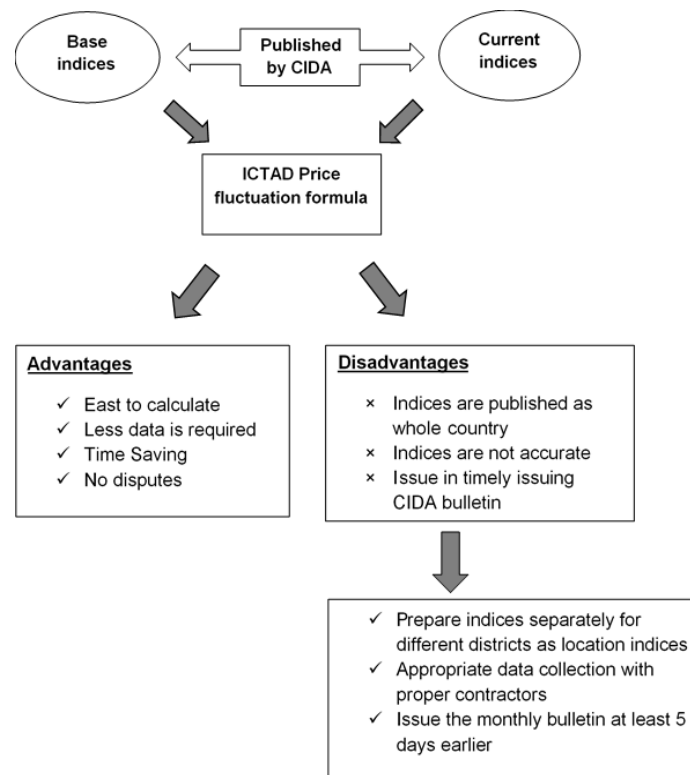 Base
indices
Published
by CIDA
Current
indices
ICTAD Price
fluctuation formula
Advantages
✓ East to calculate
✓ Less data is required
✓ Time Saving
✓ No disputes
Disadvantages
× Indices are published as
whole country
× Indices are not accurate
× Issue in timely issuing
CIDA bulletin
✓ Prepare indices separately for
different districts as location indices
✓ Appropriate data collection with
proper contractors
✓ Issue the monthly bulletin at least 5
days earlier